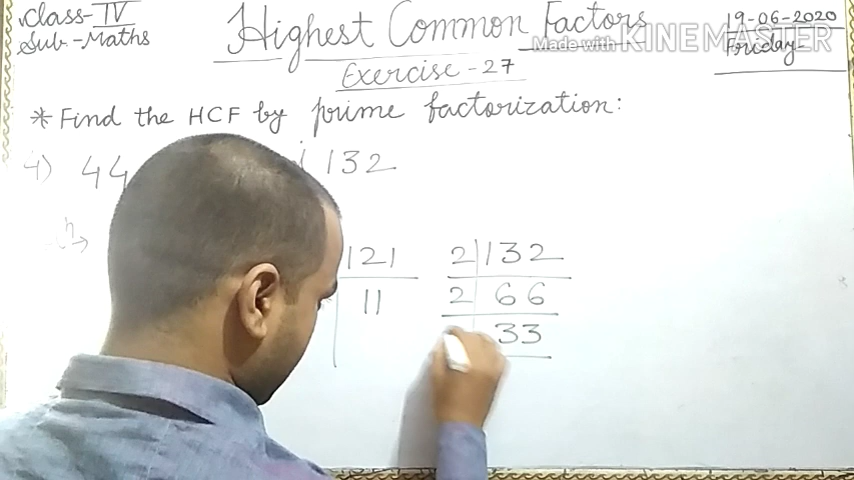 Class- IV
Sub.-Maths
Highest Common Factors
19-06-2020
Friday
Made with KINEMASTER
Exercise-27
* Find the HCF by prime factorization:
4) 44 132
121
11
2 132
2 66
33